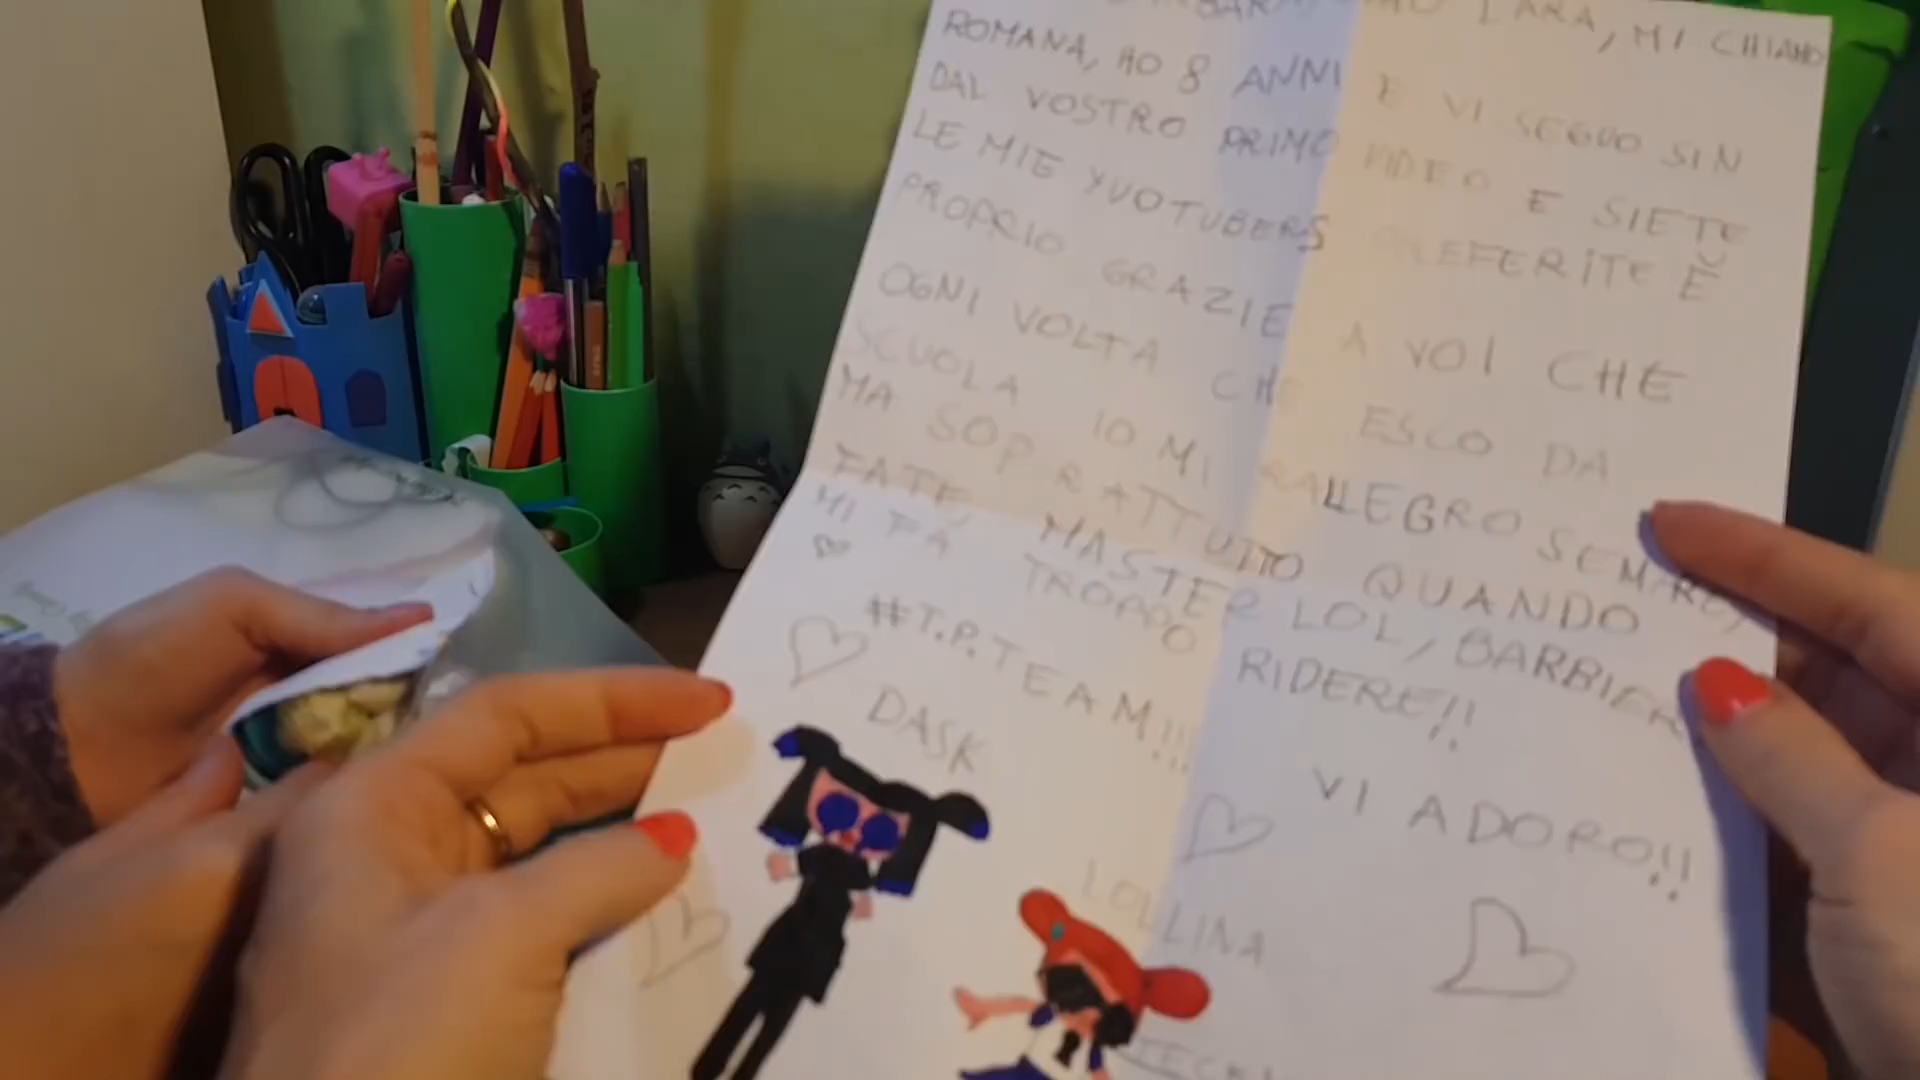 LARA, MI CHIAMO
ROMANA, HO 8 ANNI E VI SEGUO SIN
DAL VOSTRO PRIMO VIDEO E SIETE
LE MIE YUOTUBERS PREFERITE È
PROPRIO GRAZIE A VOI CHE
OGNI VOLTA CHE ESCO DA
SCUOLA IO MI RALLEGRO SEMPRE,
MA SOPRATTUTTO QUANDO
FATE MASTER LOL, BARBIE
MI FÀ TROPPO RIDERE!!
#T.P.TEAM!!!
VI ADORO!!
DASK
LOLLINA